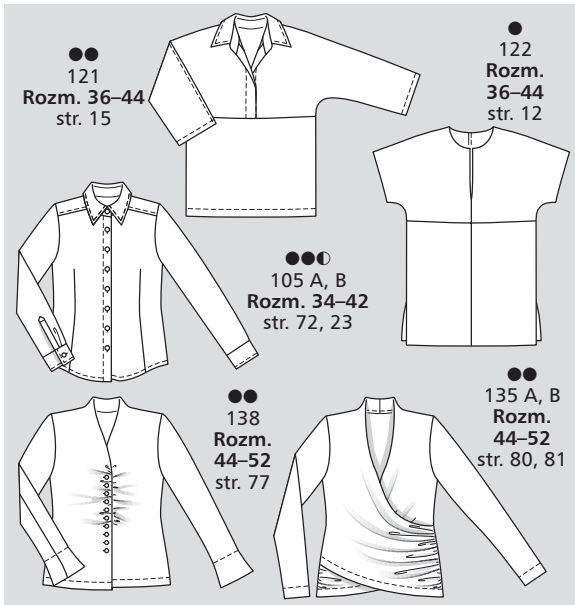 121
Rozm. 36–44
str. 15
122
Rozm.
36–44
str. 12
105 A, B
Rozm. 34–42
str. 72, 23
138
Rozm.
44–52
str. 77
135 A, B
Rozm.
44–52
str. 80, 81